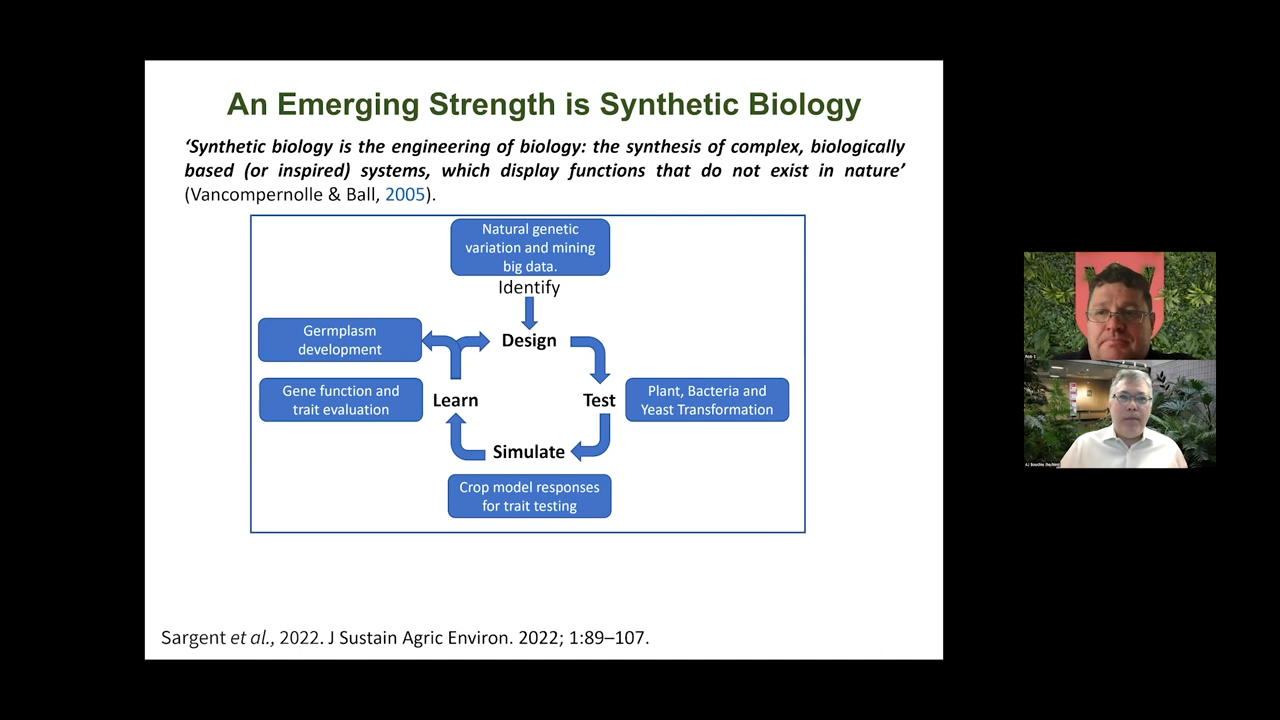 An Emerging Strength is Synthetic Biology
‘Synthetic biology is the engineering of biology: the synthesis of complex, biologically
based (or inspired) systems, which display functions that do not exist in nature’
(Vancompernolle & Ball, 2005).
Natural genetic
variation and mining
big data.
Identify
Germplasm
development
Design
Gene function and
trait evaluation
Learn
Test
Plant, Bacteria and
Yeast Transformation
Simulate
Crop model responses
for trait testing
Sargent et al., 2022. J Sustain Agric Environ. 2022; 1:89–107.